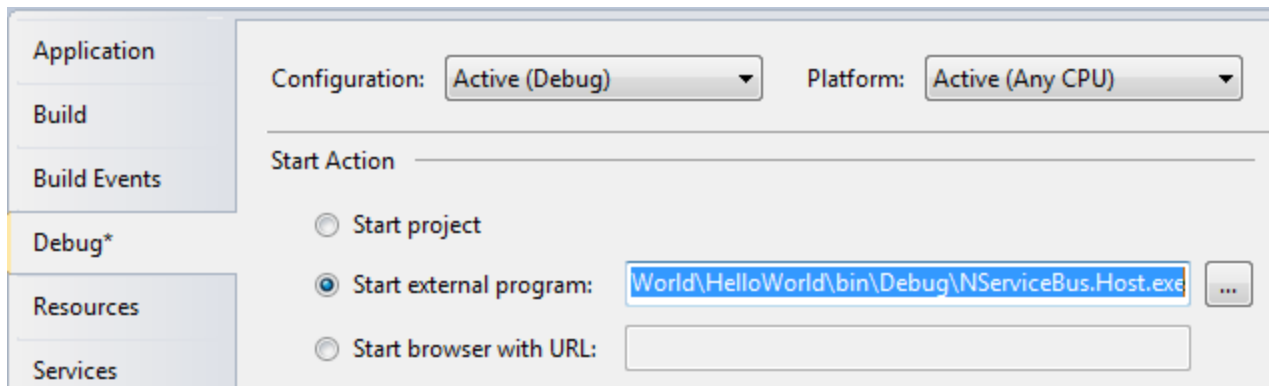 Application
Build
Build Events
Debug*
Resources
Services
Configuration: Active (Debug) Platform: Active (Any CPU)
Start Action
Start project
Start external program: World\HelloWorld\bin\Debug\NServiceBus.Host.exe ...
Start browser with URL: